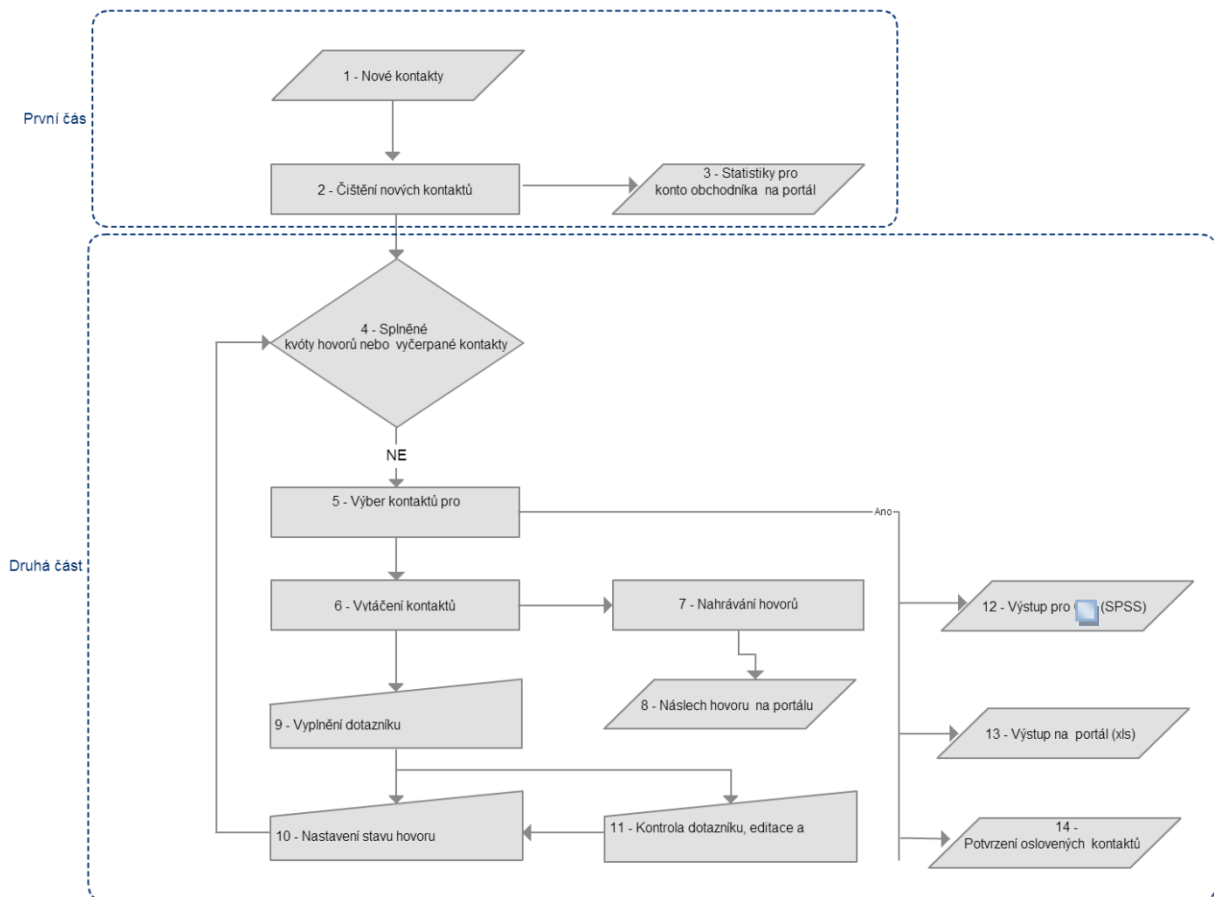 První čás
1 - Nové kontakty
2 - Čištění nových kontaktů
3 - Statistiky pro
konto obchodníka na portál
Druhá část
4 - Splněné
kvóty hovorů nebo vyčerpané kontakty
NE
5 - Výber kontaktů pro
Ano
6 - Vytáčení kontaktů
7 - Nahrávání hovorů
8 - Náslech hovoru na portálu
9 - Vyplnění dotazníku
10 - Nastavení stavu hovoru
11 - Kontrola dotazníku, editace a
12 - Výstup pro (SPSS)
13 - Výstup na portál (xls)
14 -
Potvrzení oslovených kontaktů